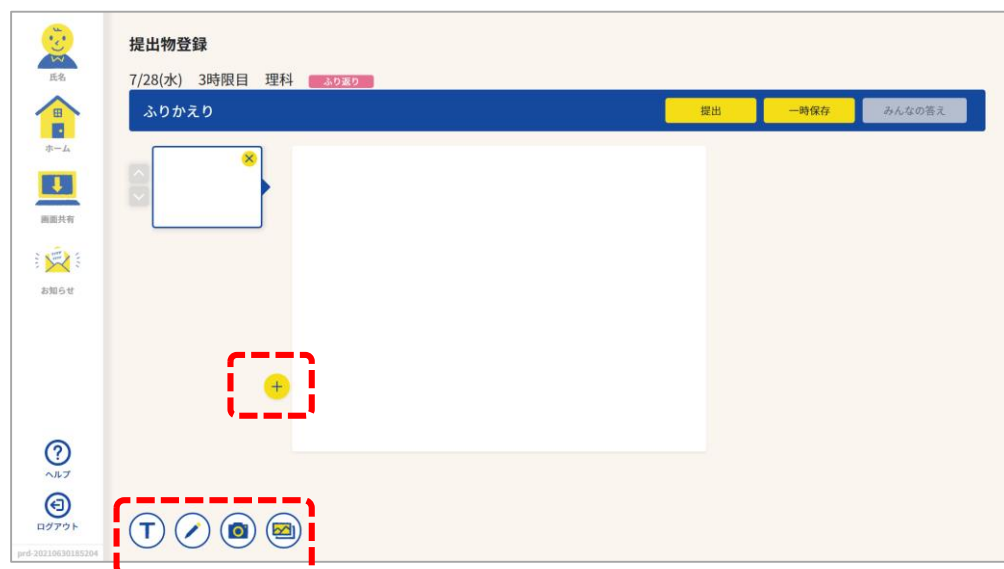 提出物登録
7/28(水) 3時限目 理科 ふり返り
ふりかえり 提出 一時保存 みんなの答え
氏名
ホーム
画面共有
お知らせ
ヘルプ
ログアウト
prd-20210630185204
T